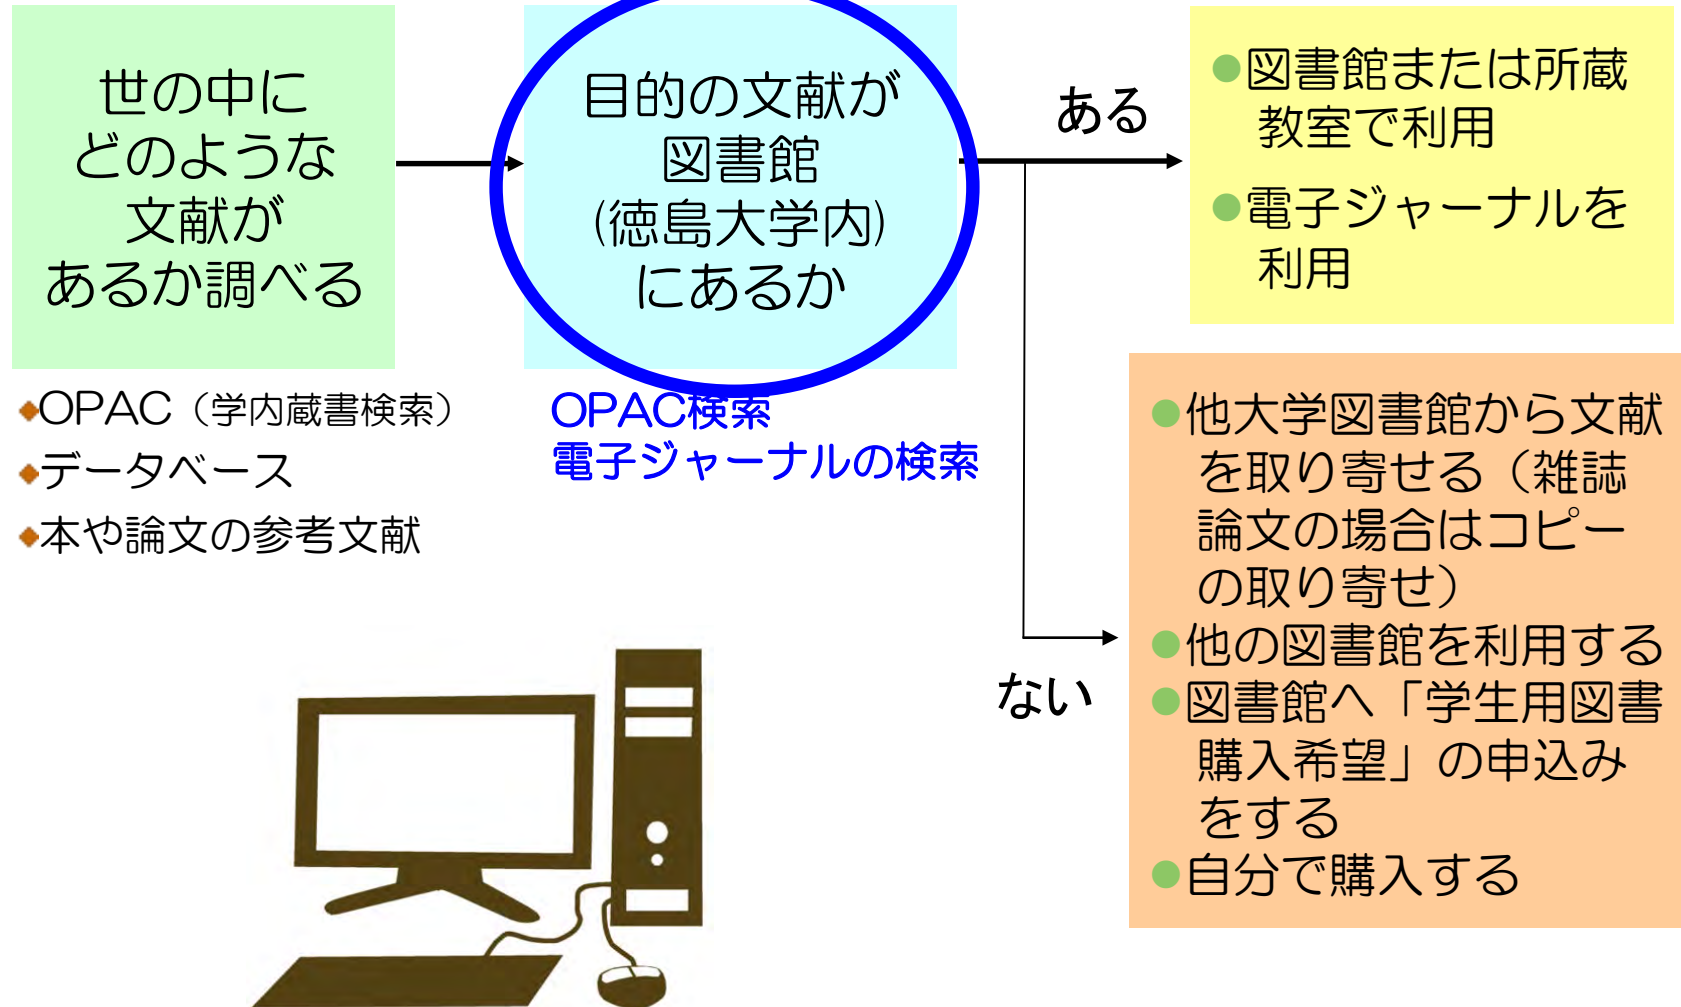 世の中に
どのような
文献が
あるか調べる
◆OPAC（学内蔵書検索）
◆データベース
◆本や論文の参考文献
目的の文献が
図書館
(徳島大学内)
にあるか
OPAC検索
電子ジャーナルの検索
ある
●図書館または所蔵
教室で利用
●電子ジャーナルを
利用
ない
●他大学図書館から文献
を取り寄せる（雑誌
論文の場合はコピー
の取り寄せ）
●他の図書館を利用する
●図書館へ「学生用図書
購入希望」の申込み
をする
●自分で購入する